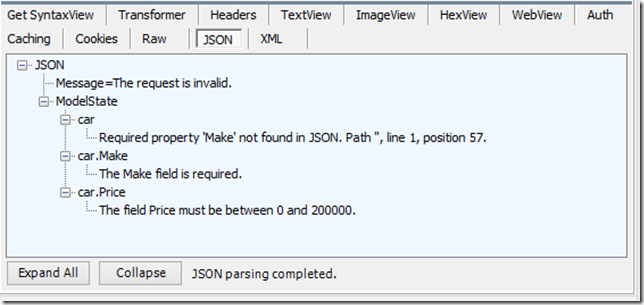 Get SyntaxView Transformer Headers TextView ImageView HexView WebView Auth
Caching Cookies Raw JSON XML
JSON
Message=The request is invalid.
ModelState
car
Required property 'Make' not found in JSON. Path '', line 1, position 57.
car.Make
The Make field is required.
car.Price
The field Price must be between 0 and 200000.
Expand All Collapse JSON parsing completed.